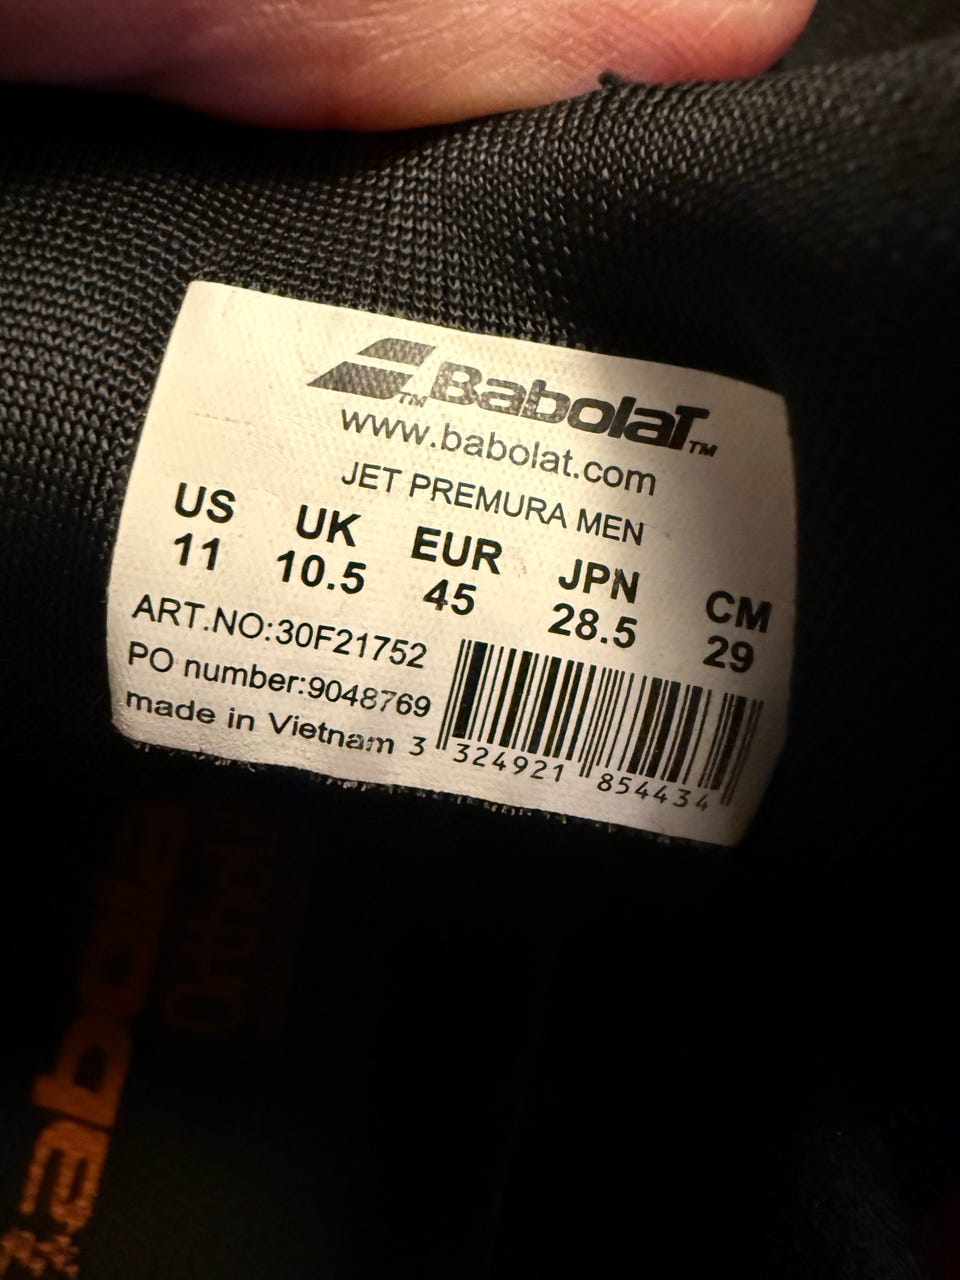 Babolat™
www.babolat.com
JET PREMURA MEN
US UK EUR JPN CM
11 10.5 45 28.5 29
ART.NO:30F21752
PO number:9048769
made in Vietnam 3 324921 854434